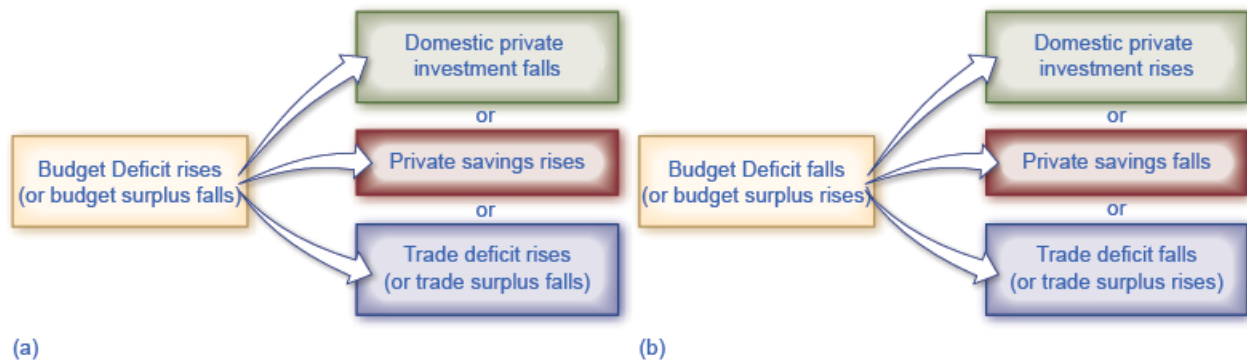 Budget Deficit rises
(or budget surplus falls)
Domestic private
investment falls
or
Private savings rises
or
Trade deficit rises
(or trade surplus falls)
(a)
Budget Deficit falls
(or budget surplus rises)
Domestic private
investment rises
or
Private savings falls
or
Trade deficit falls
(or trade surplus rises)
(b)